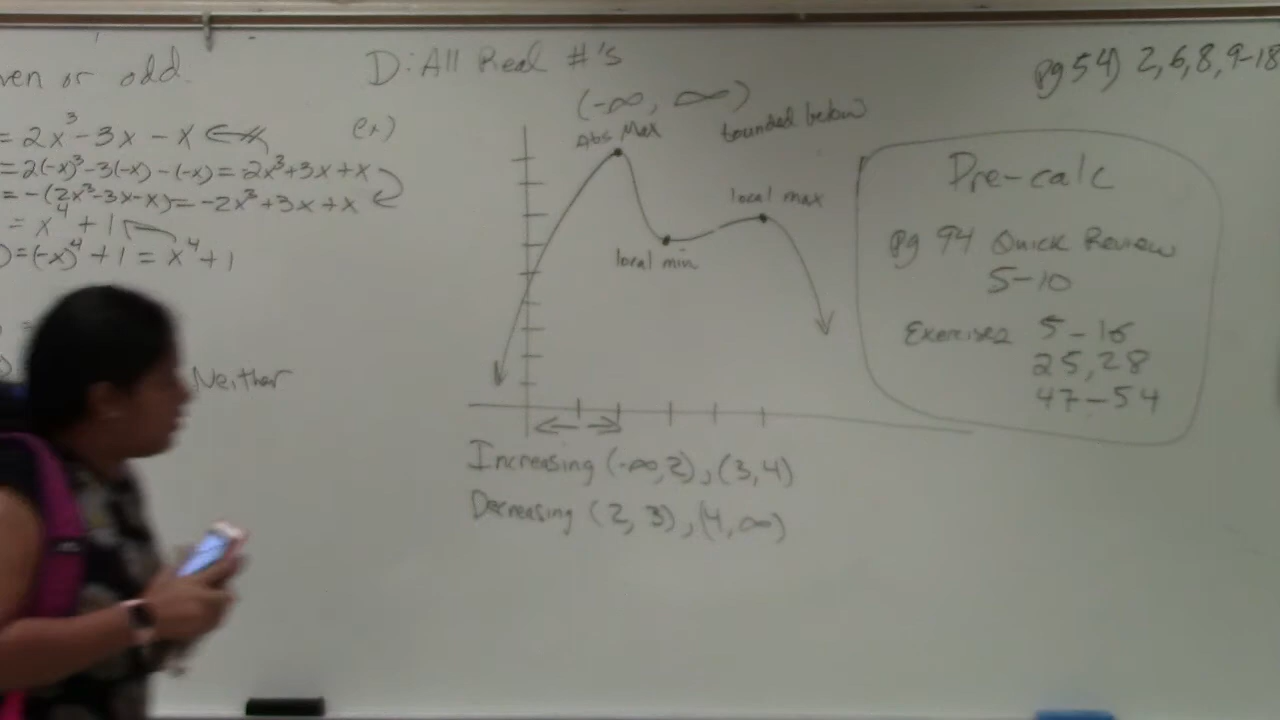 ven or odd
= 2x³ - 3x - x
= 2(-x)³ - 3(-x) - (-x) = -2x³ + 3x + x
= -(2x³ - 3x - x) = -2x³ + 3x + x
= x⁴ + 1
) = (-x)⁴ + 1 = x⁴ + 1
Neither
D: All Real #'s
(-∞, ∞)
ex)
Abs Max
bounded below
local max
local min
Increasing (-∞, 2), (3, 4)
Decreasing (2, 3), (4, ∞)
pg 54) 2, 6, 8, 9-18
Pre-calc
pg 94 Quick Review
5-10
Exercises 5-16
25, 28
47-54